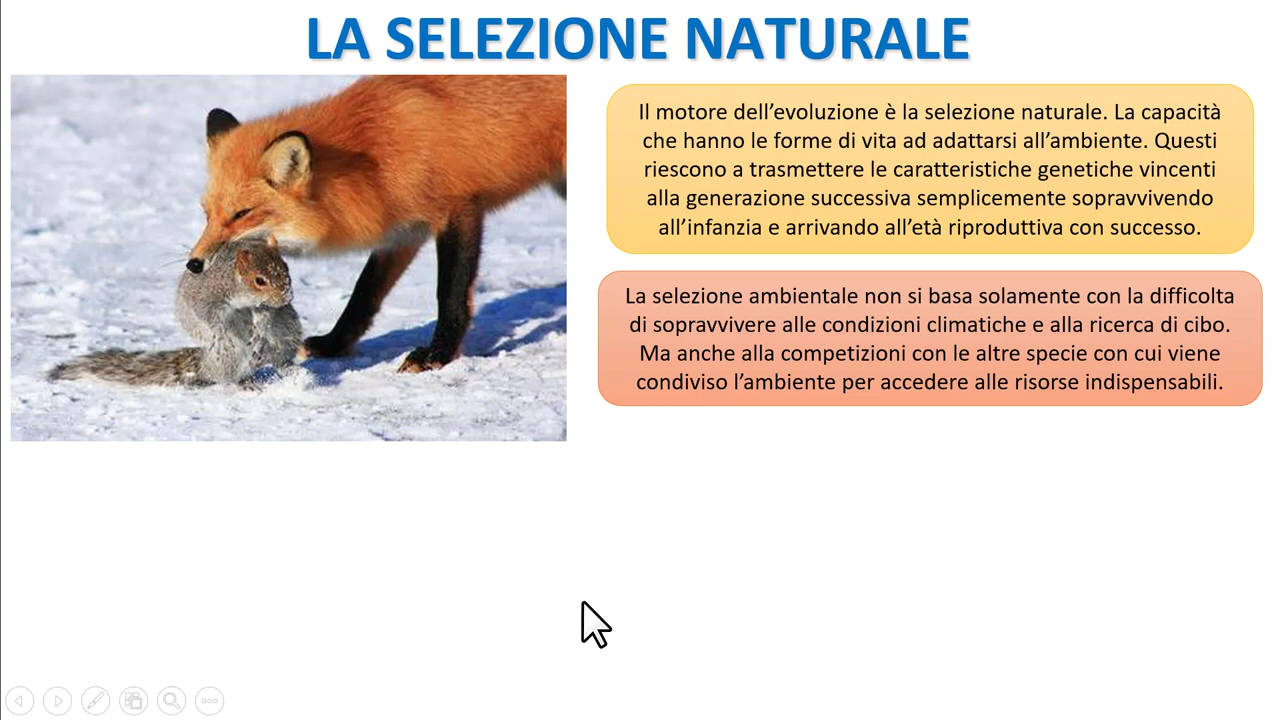 LA SELEZIONE NATURALE
Il motore dell’evoluzione è la selezione naturale. La capacità
che hanno le forme di vita ad adattarsi all’ambiente. Questi
riescono a trasmettere le caratteristiche genetiche vincenti
alla generazione successiva semplicemente sopravvivendo
all’infanzia e arrivando all’età riproduttiva con successo.
La selezione ambientale non si basa solamente con la difficolta
di sopravvivere alle condizioni climatiche e alla ricerca di cibo.
Ma anche alla competizioni con le altre specie con cui viene
condiviso l’ambiente per accedere alle risorse indispensabili.